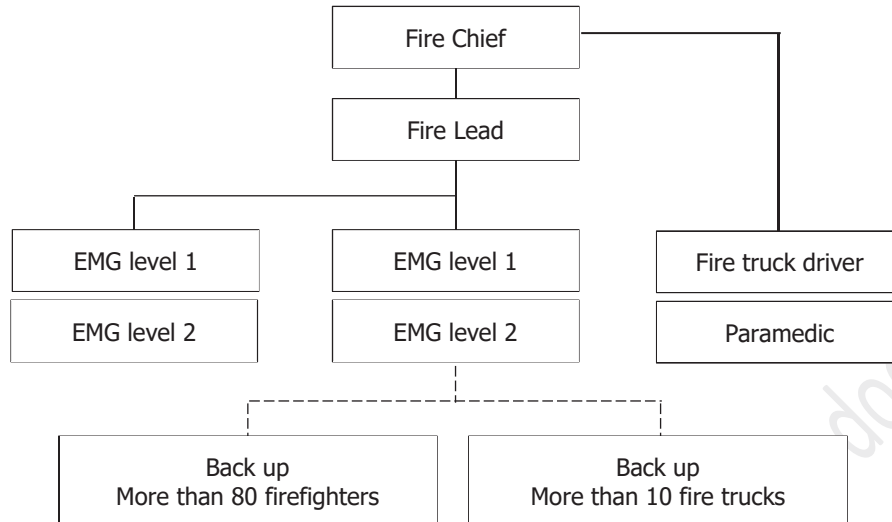 Fire Chief
Fire Lead
EMG level 1
EMG level 1
Fire truck driver
EMG level 2
EMG level 2
Paramedic
Back up
More than 80 firefighters
Back up
More than 10 fire trucks